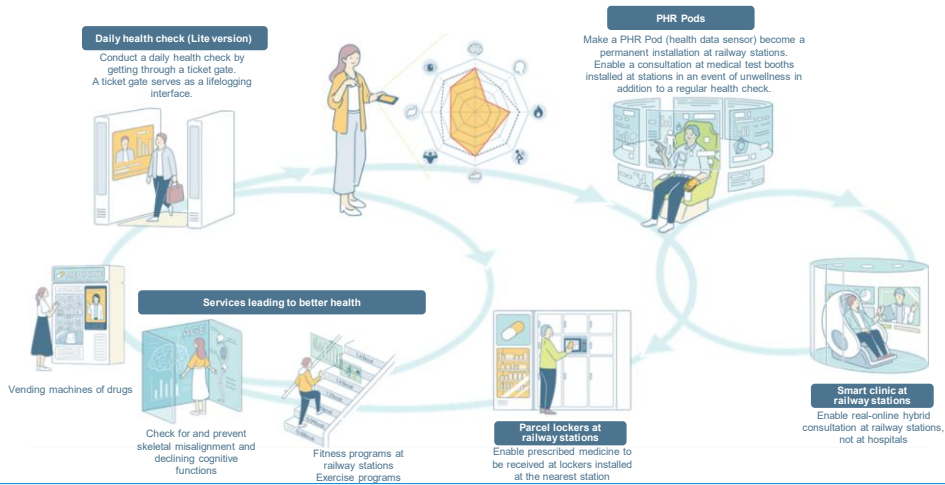 Daily health check (Lite version)
Conduct a daily health check by
getting through a ticket gate.
A ticket gate serves as a lifelogging
interface.
PHR Pods
Make a PHR Pod (health data sensor) become a
permanent installation at railway stations.
Enable a consultation at medical test booths
installed at stations in an event of unwellness in
addition to a regular health check.
Services leading to better health
AGE
Vending machines of drugs
Check for and prevent
skeletal misalignment and
declining cognitive
functions
Fitness programs at
railway stations
Exercise programs
Parcel lockers at
railway stations
Enable prescribed medicine to
be received at lockers installed
at the nearest station
Smart clinic at
railway stations
Enable real-online hybrid
consultation at railway stations,
not at hospitals